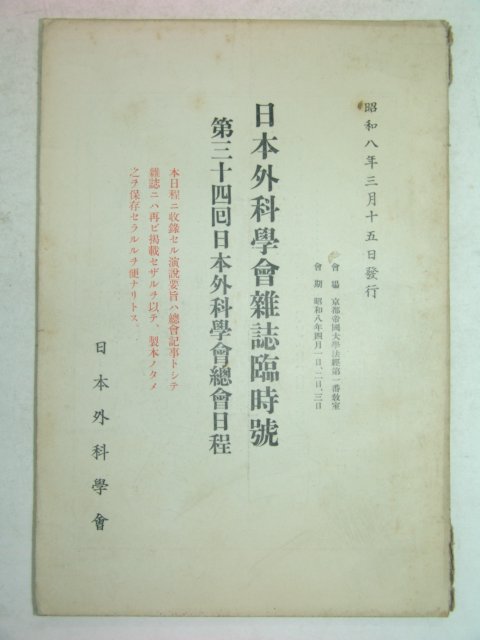 昭和八年三月十五日發行
會場 京都帝國大學法經第一番教室
會期 昭和八年四月一日、二日、三日
日本外科學會雜誌臨時號
第三十四回日本外科學會總會日程
本日程ニ收錄セル演說要旨ハ總會記事トシテ
雜誌ニハ再ビ揭載セザルヲ以テ、製本ノタメ
之ヲ保存セラルルヲ便ナリトス
日本外科學會